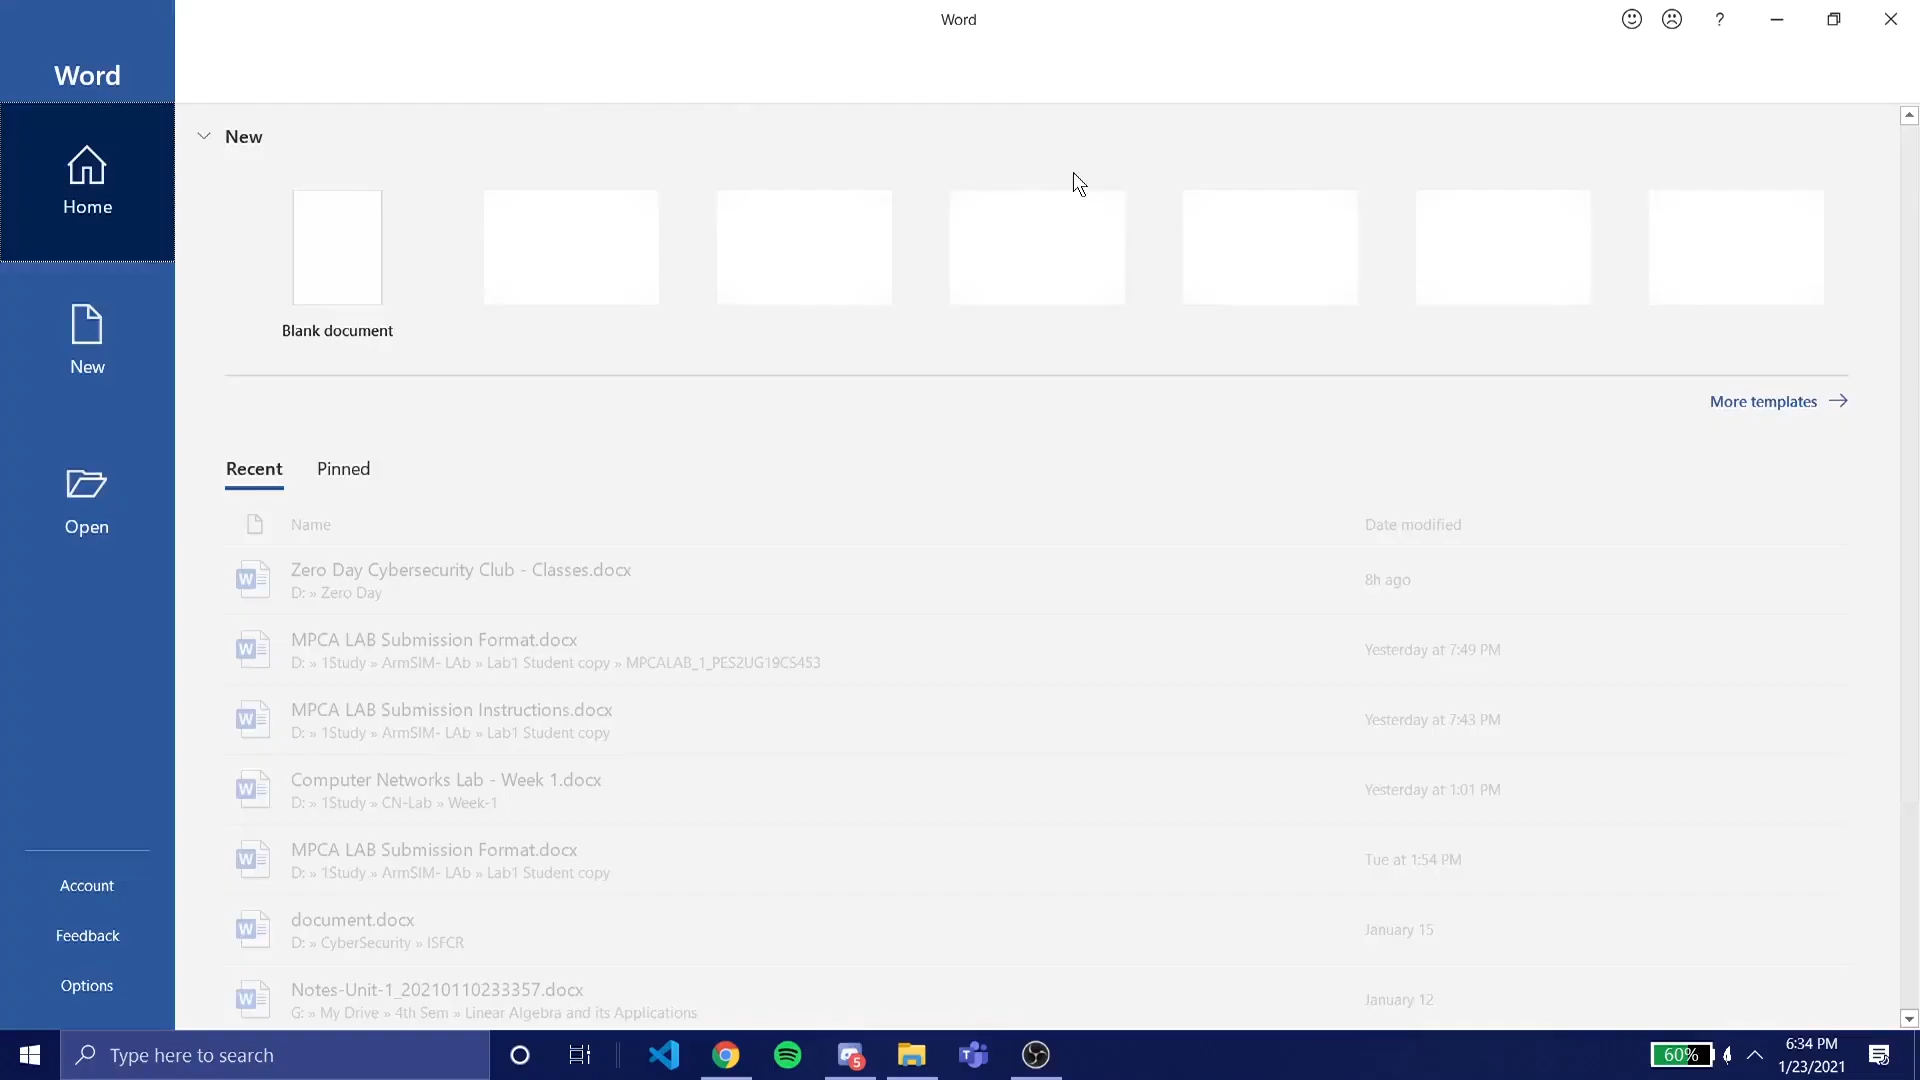 Word
?
Word
Home
New
Open
Account
Feedback
Options
New
Blank document
More templates
Recent
Pinned
Name
Date modified
Zero Day Cybersecurity Club - Classes.docx
D: » Zero Day
8h ago
MPCA LAB Submission Format.docx
D: » 1Study » ArmSIM- LAb » Lab1 Student copy » MPCALAB_1_PES2UG19CS453
Yesterday at 7:49 PM
MPCA LAB Submission Instructions.docx
D: » 1Study » ArmSIM- LAb » Lab1 Student copy
Yesterday at 7:43 PM
Computer Networks Lab - Week 1.docx
D: » 1Study » CN-Lab » Week-1
Yesterday at 1:01 PM
MPCA LAB Submission Format.docx
D: » 1Study » ArmSIM- LAb » Lab1 Student copy
Tue at 1:54 PM
document.docx
D: » CyberSecurity » ISFCR
January 15
Notes-Unit-1_20210110233357.docx
G: » My Drive » 4th Sem » Linear Algebra and its Applications
January 12
Type here to search
5
60%
6:34 PM
1/23/2021